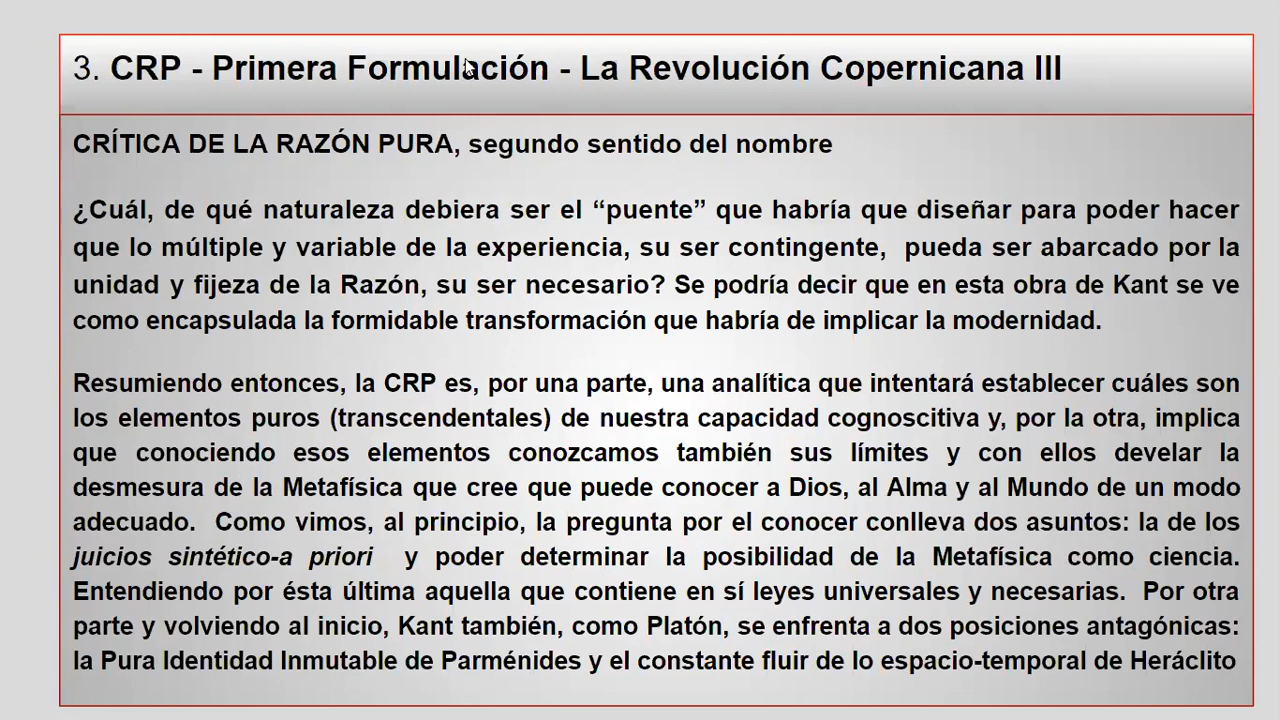 3. CRP - Primera Formulación - La Revolución Copernicana III
CRÍTICA DE LA RAZÓN PURA, segundo sentido del nombre
¿Cuál, de qué naturaleza debiera ser el “puente” que habría que diseñar para poder hacer
que lo múltiple y variable de la experiencia, su ser contingente, pueda ser abarcado por la
unidad y fijeza de la Razón, su ser necesario? Se podría decir que en esta obra de Kant se ve
como encapsulada la formidable transformación que habría de implicar la modernidad.
Resumiendo entonces, la CRP es, por una parte, una analítica que intentará establecer cuáles son
los elementos puros (transcendentales) de nuestra capacidad cognoscitiva y, por la otra, implica
que conociendo esos elementos conozcamos también sus límites y con ellos develar la
desmesura de la Metafísica que cree que puede conocer a Dios, al Alma y al Mundo de un modo
adecuado. Como vimos, al principio, la pregunta por el conocer conlleva dos asuntos: la de los
juicios sintético-a priori y poder determinar la posibilidad de la Metafísica como ciencia.
Entendiendo por ésta última aquella que contiene en sí leyes universales y necesarias. Por otra
parte y volviendo al inicio, Kant también, como Platón, se enfrenta a dos posiciones antagónicas:
la Pura Identidad Inmutable de Parménides y el constante fluir de lo espacio-temporal de Heráclito